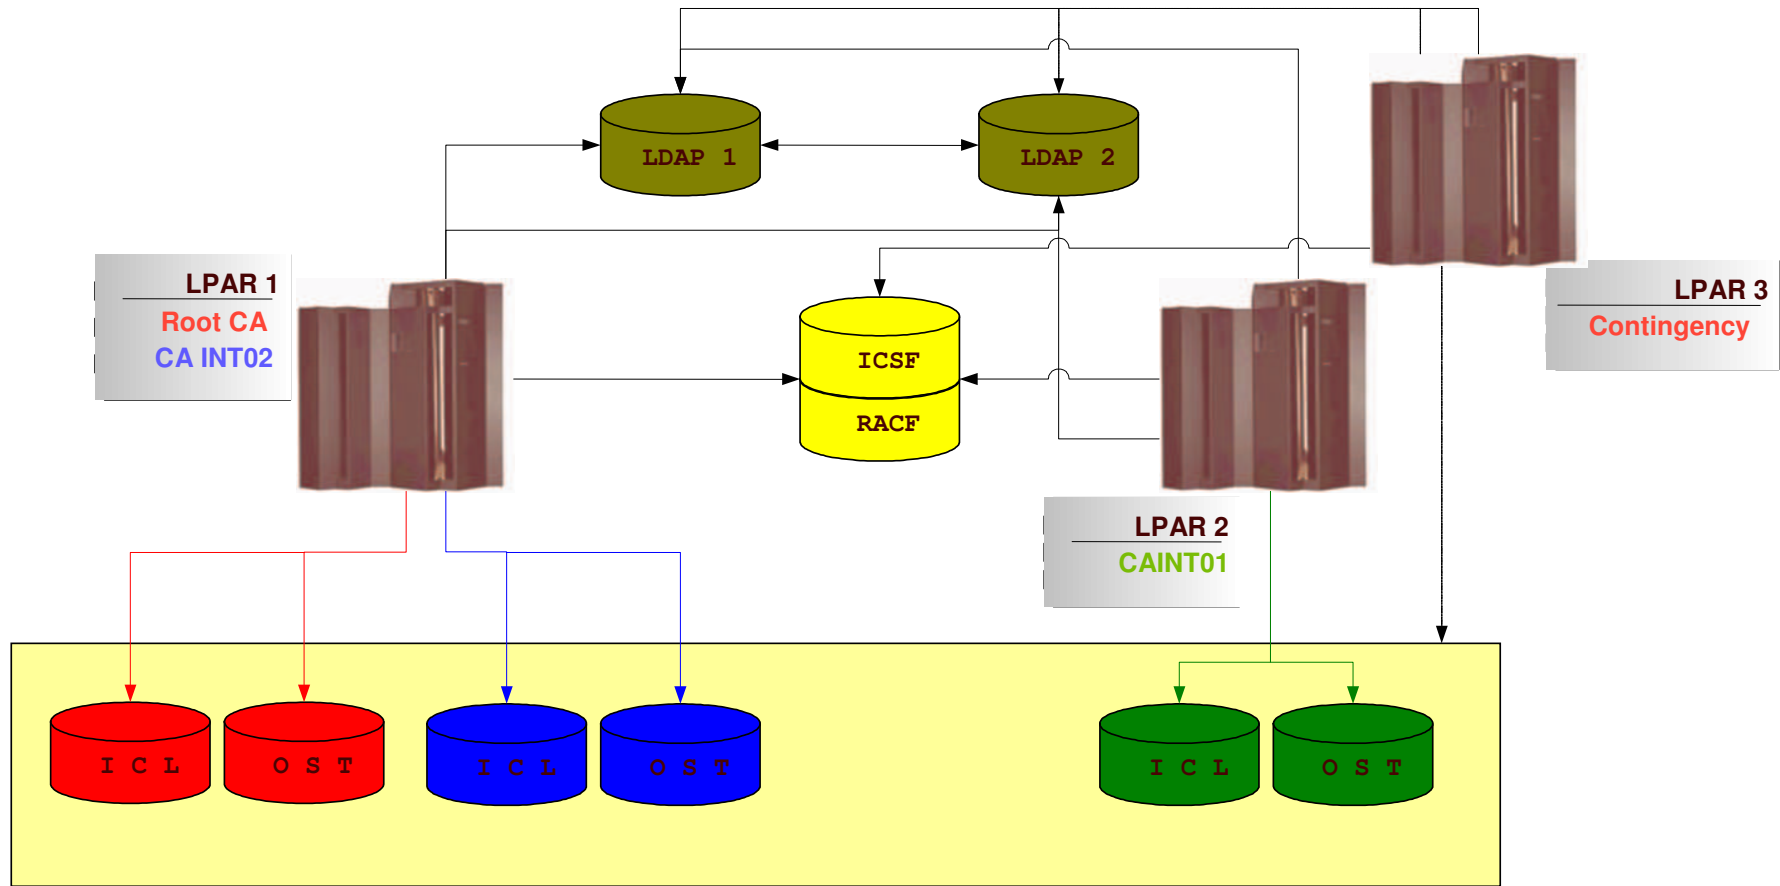 LDAP 1
LDAP 2
LPAR 1
Root CA
CA INT02
LPAR 3
Contingency
ICSF
RACF
LPAR 2
CAINT01
I C L
O S T
I C L
O S T
I C L
O S T